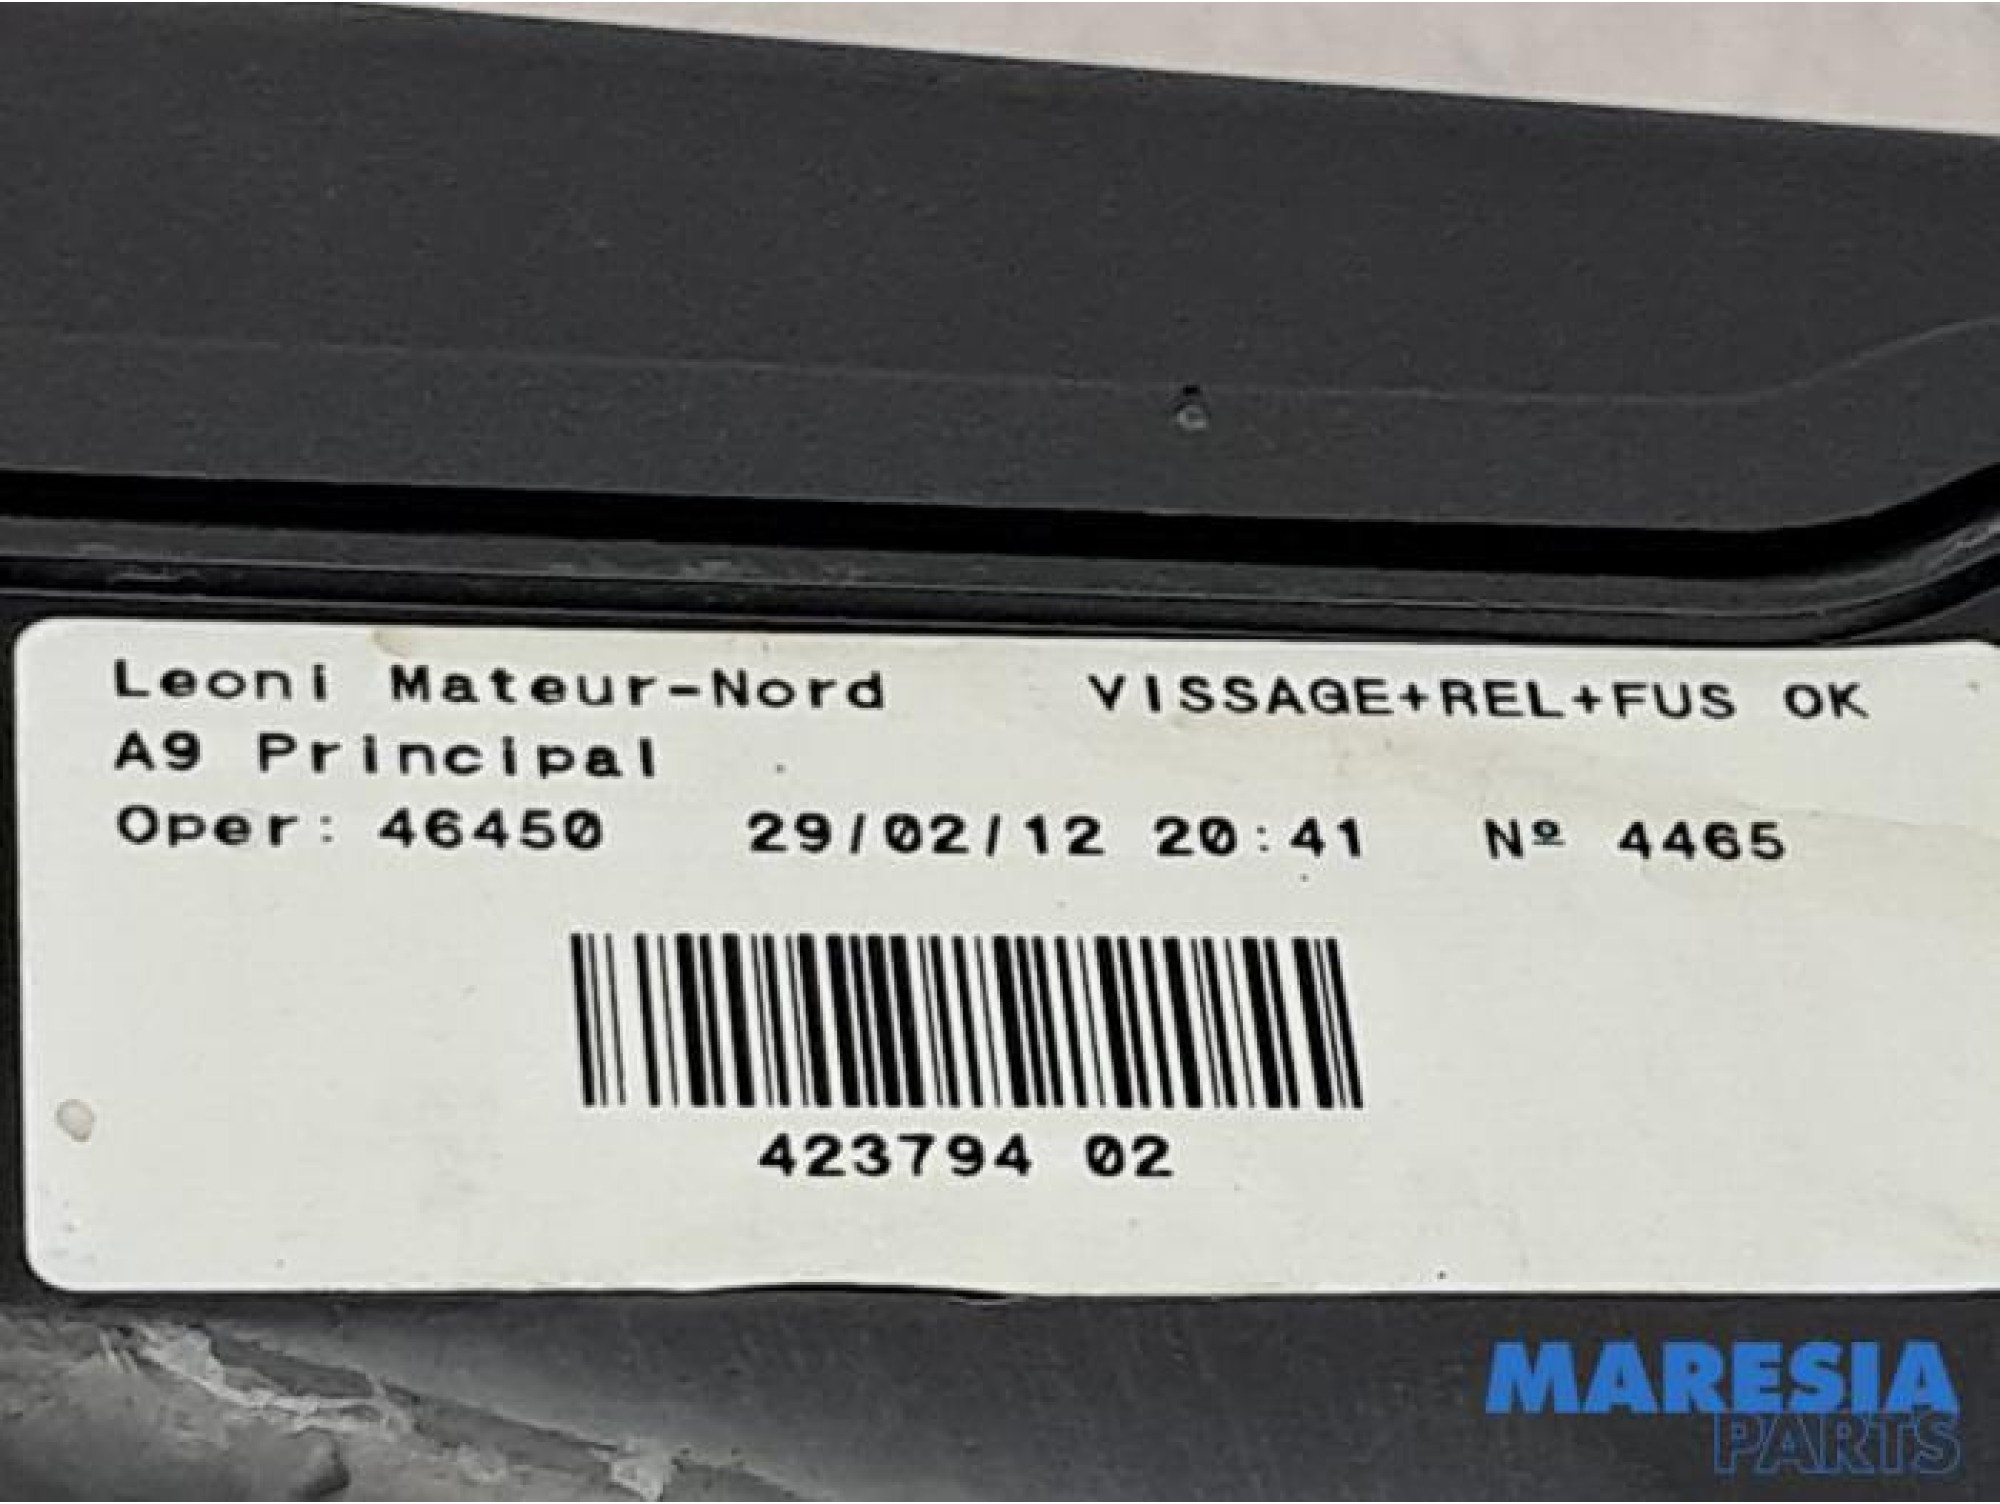 Leoni Mateur-Nord VISSAGE+REL+FUS OK
A9 Principal
Oper: 46450 29/02/12 20:41 Nº 4465
423794 02
MARESIA
PARTS